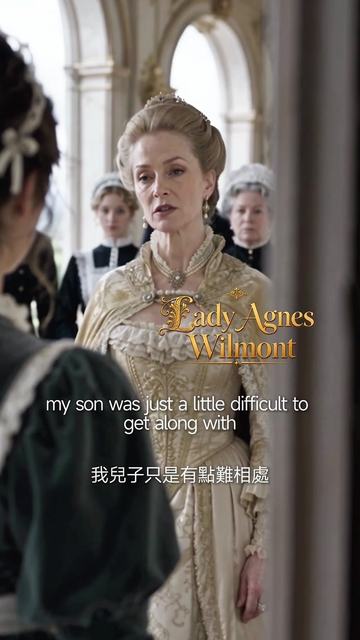 Lady Agnes
Wilmont
my son was just a little difficult to
get along with
我兒子只是有點難相處